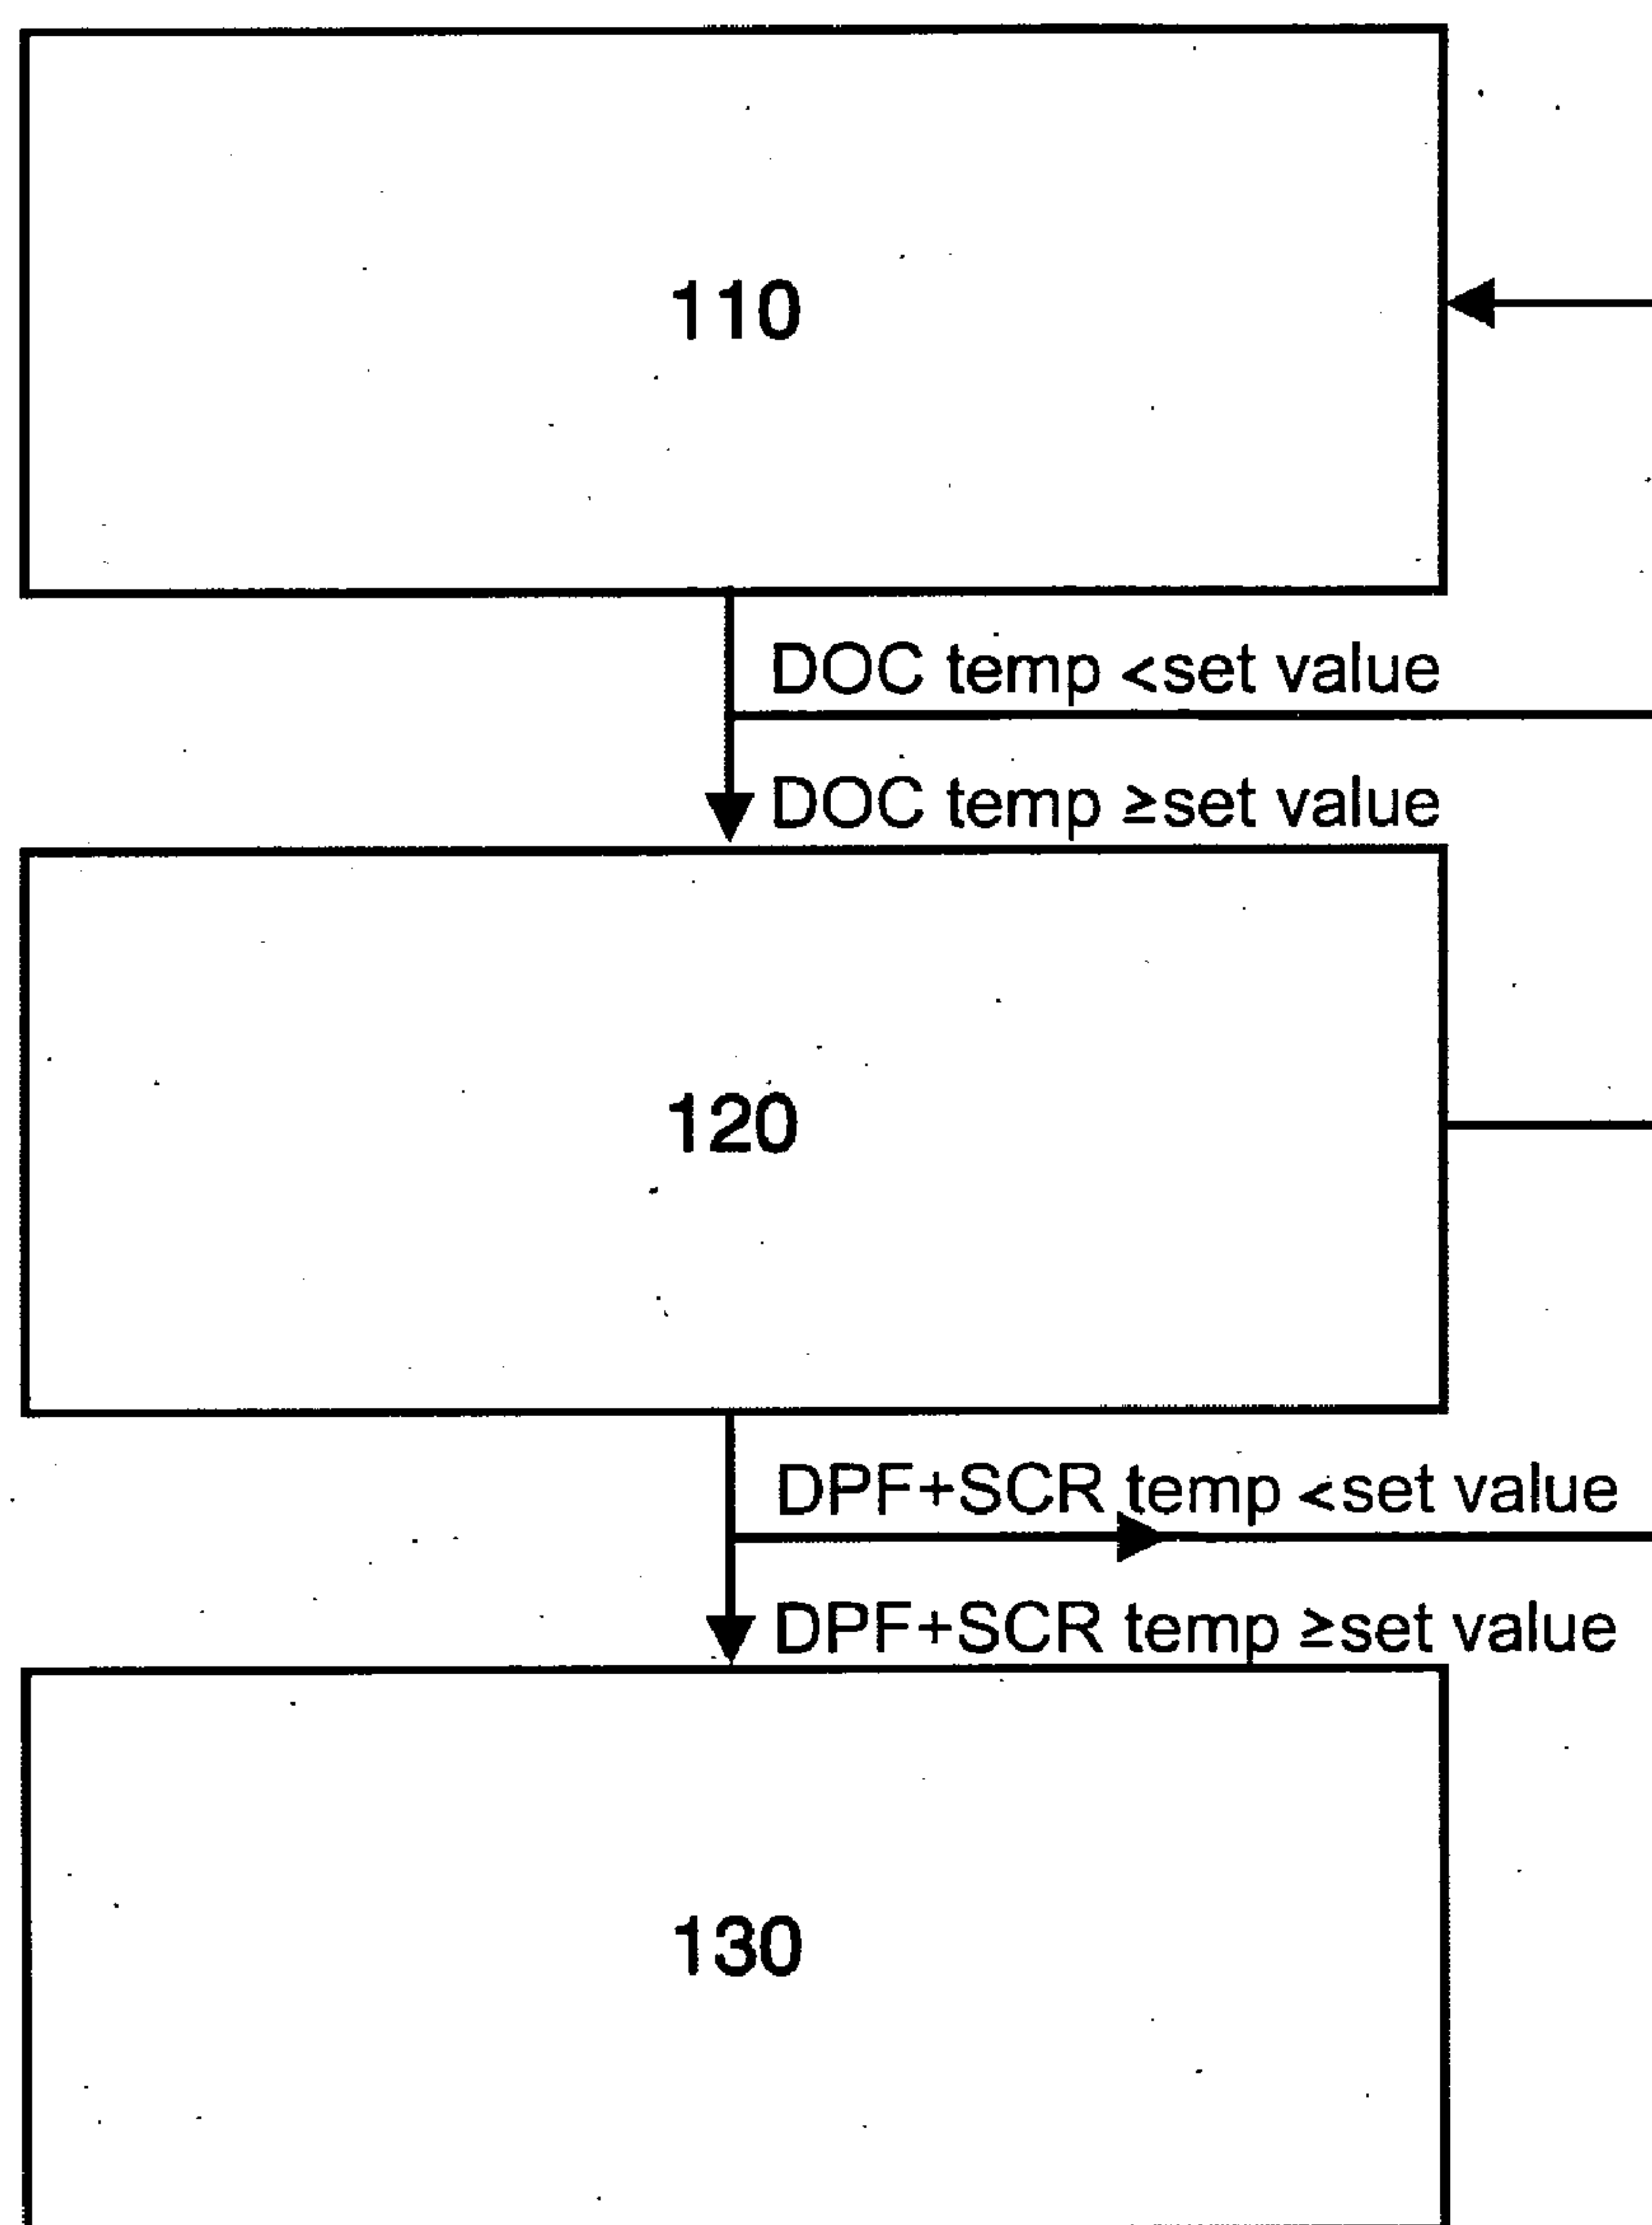 110
DOC temp <set value
DOC temp ≥set value
120
DPF+SCR temp <set value
DPF+SCR temp ≥set value
130